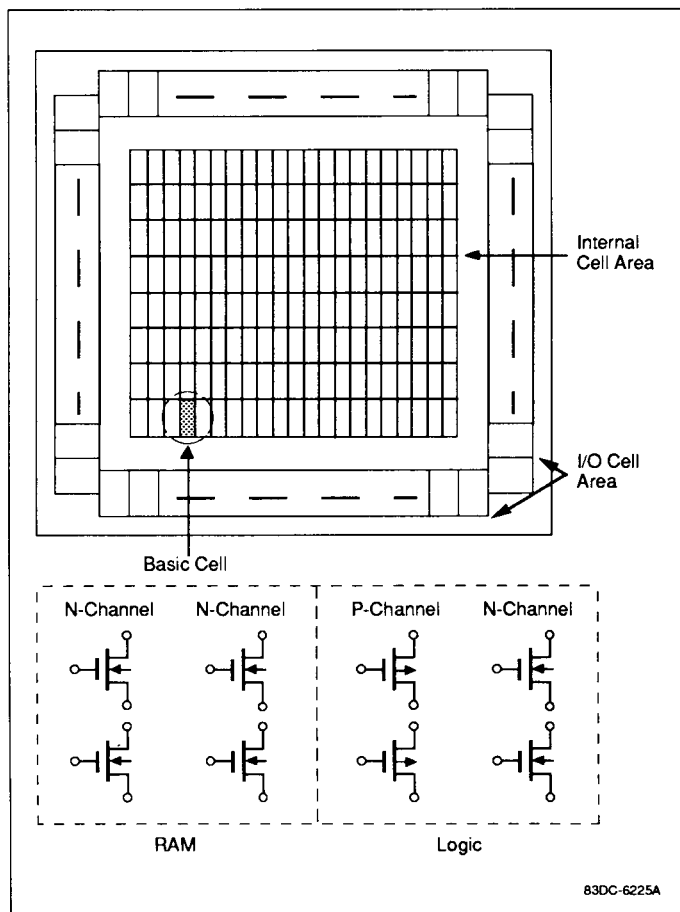 Internal
Cell Area
I/O Cell
Area
Basic Cell
N-Channel N-Channel P-Channel N-Channel
RAM Logic
83DC-6225A